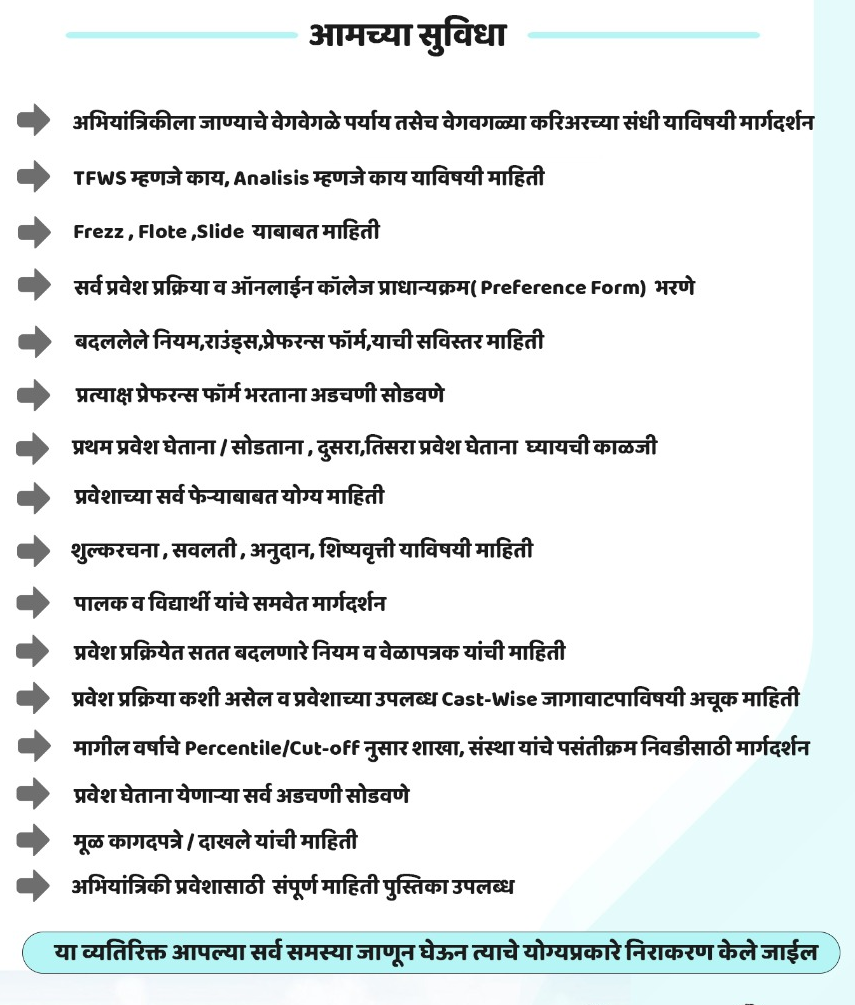 आमच्या सुविधा
अभियांत्रिकीला जाण्याचे वेगवेगळे पर्याय तसेच वेगवगळ्या करिअरच्या संधी याविषयी मार्गदर्शन
TFWS म्हणजे काय, Analisis म्हणजे काय याविषयी माहिती
Frezz , Flote ,Slide याबाबत माहिती
सर्व प्रवेश प्रक्रिया व ऑनलाईन कॉलेज प्राधान्यक्रम( Preference Form) भरणे
बदललेले नियम,राउंड्स,प्रेफरन्स फॉर्म,याची सविस्तर माहिती
प्रत्याक्ष प्रेफरन्स फॉर्म भरताना अडचणी सोडवणे
प्रथम प्रवेश घेताना / सोडताना , दुसरा,तिसरा प्रवेश घेताना घ्यायची काळजी
प्रवेशाच्या सर्व फेऱ्याबाबत योग्य माहिती
शुल्करचना , सवलती , अनुदान, शिष्यवृत्ती याविषयी माहिती
पालक व विद्यार्थी यांचे समवेत मार्गदर्शन
प्रवेश प्रक्रियेत सतत बदलणारे नियम व वेळापत्रक यांची माहिती
प्रवेश प्रक्रिया कशी असेल व प्रवेशाच्या उपलब्ध Cast-Wise जागावाटपाविषयी अचूक माहिती
मागील वर्षाचे Percentile/Cut-off नुसार शाखा, संस्था यांचे पसंतीक्रम निवडीसाठी मार्गदर्शन
प्रवेश घेताना येणाऱ्या सर्व अडचणी सोडवणे
मूळ कागदपत्रे / दाखले यांची माहिती
अभियांत्रिकी प्रवेशासाठी संपूर्ण माहिती पुस्तिका उपलब्ध
या व्यतिरिक्त आपल्या सर्व समस्या जाणून घेऊन त्याचे योग्यप्रकारे निराकरण केले जाईल